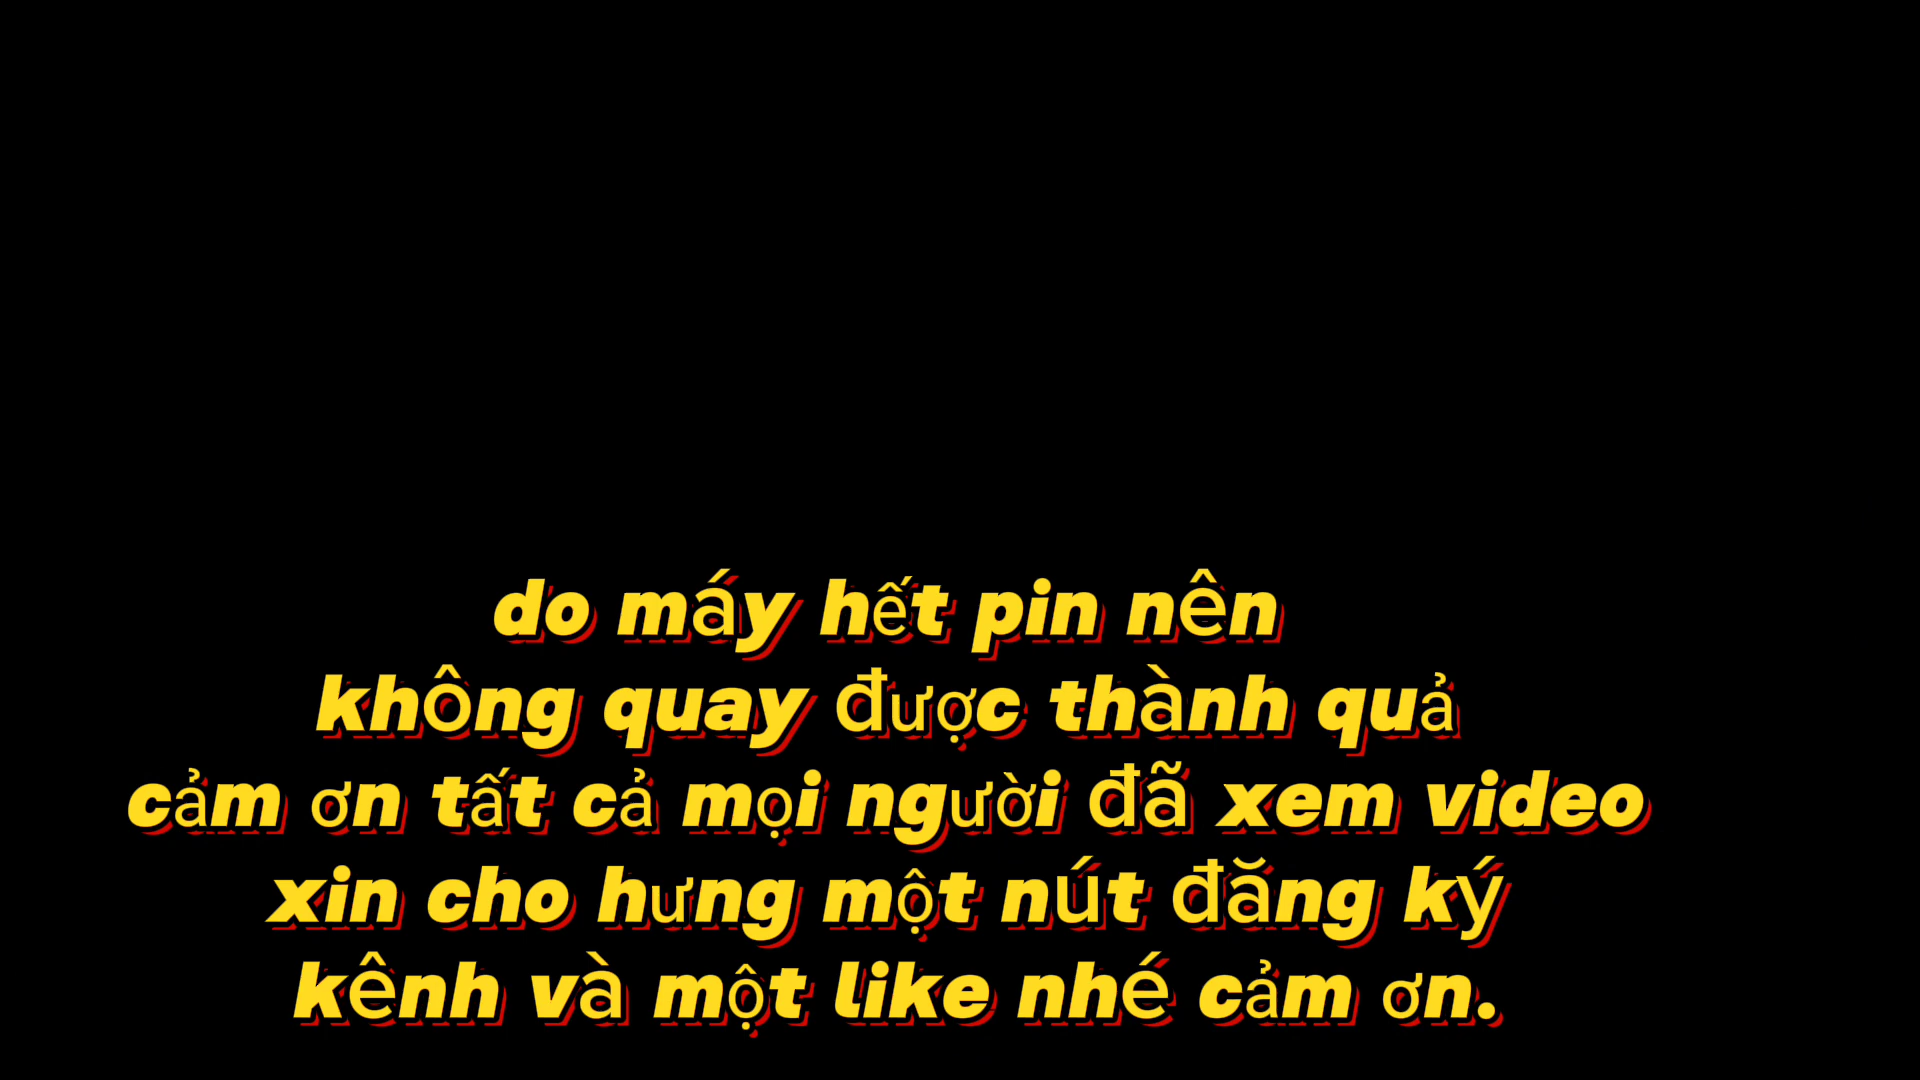 do máy hết pin nên
không quay được thành quả
cảm ơn tất cả mọi người đã xem video
xin cho hưng một nút đăng ký
kênh và một like nhé cảm ơn.